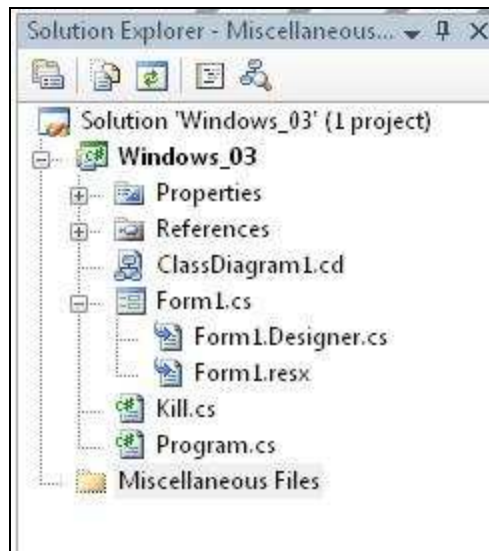 Solution Explorer - Miscellaneous...
Solution 'Windows_03' (1 project)
Windows_03
Properties
References
ClassDiagram1.cd
Form1.cs
Form1.Designer.cs
Form1.resx
Kill.cs
Program.cs
Miscellaneous Files